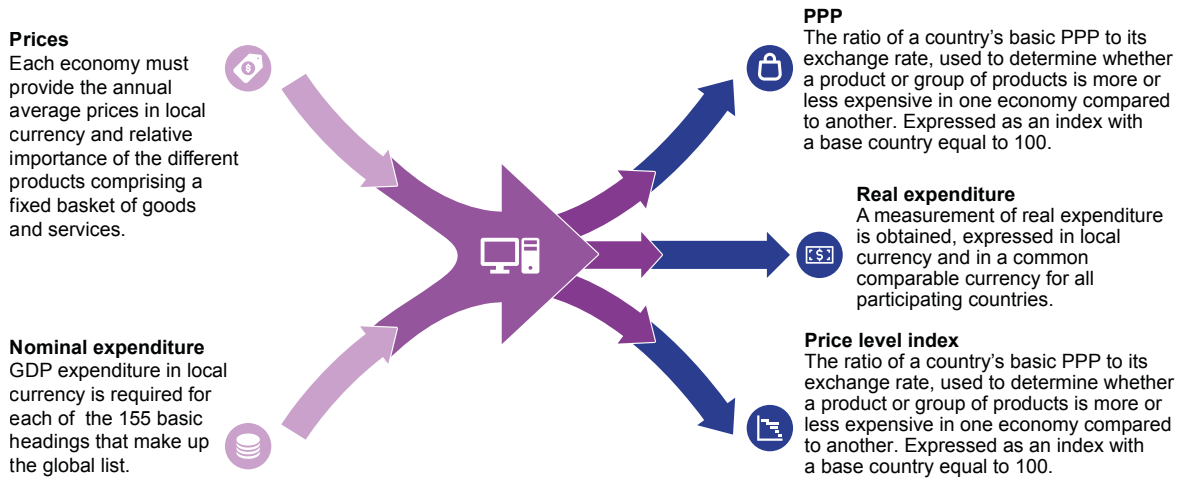 Prices
Each economy must
provide the annual
average prices in local
currency and relative
importance of the different
products comprising a
fixed basket of goods
and services.
Nominal expenditure
GDP expenditure in local
currency is required for
each of the 155 basic
headings that make up
the global list.
PPP
The ratio of a country’s basic PPP to its
exchange rate, used to determine whether
a product or group of products is more or
less expensive in one economy compared
to another. Expressed as an index with
a base country equal to 100.
Real expenditure
A measurement of real expenditure
is obtained, expressed in local
currency and in a common
comparable currency for all
participating countries.
Price level index
The ratio of a country’s basic PPP to its
exchange rate, used to determine whether
a product or group of products is more or
less expensive in one economy compared
to another. Expressed as an index with
a base country equal to 100.